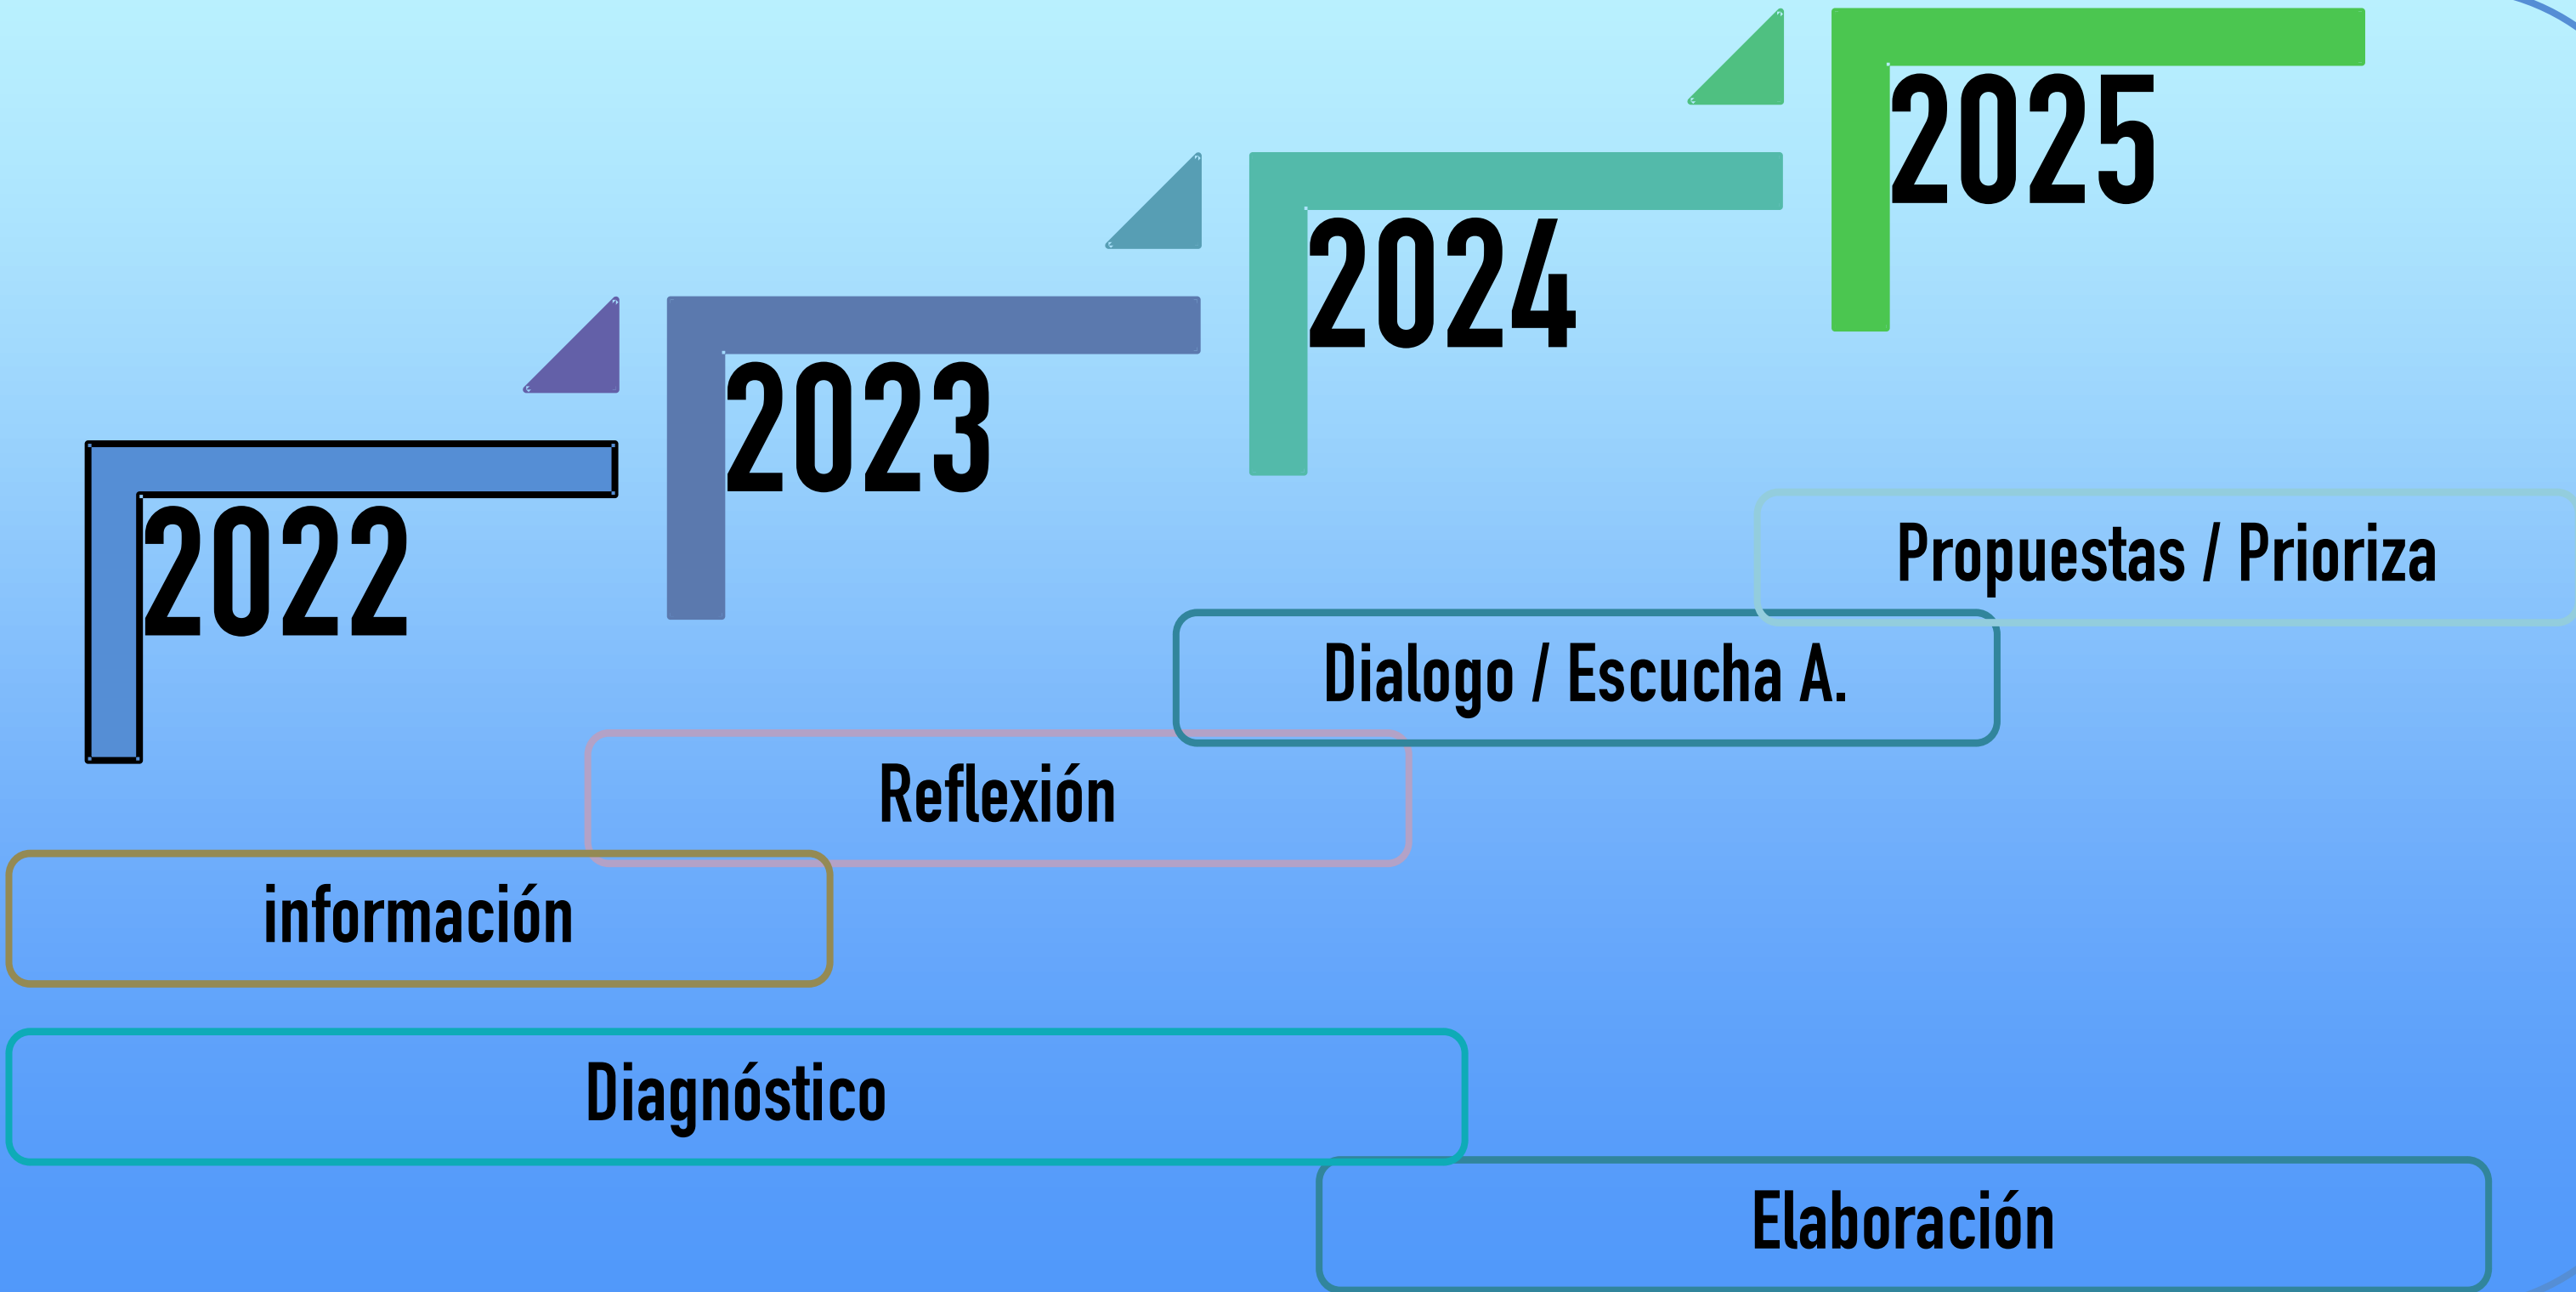 2022
2023
2024
2025
información
Reflexión
Dialogo / Escucha A.
Propuestas / Prioriza
Diagnóstico
Elaboración